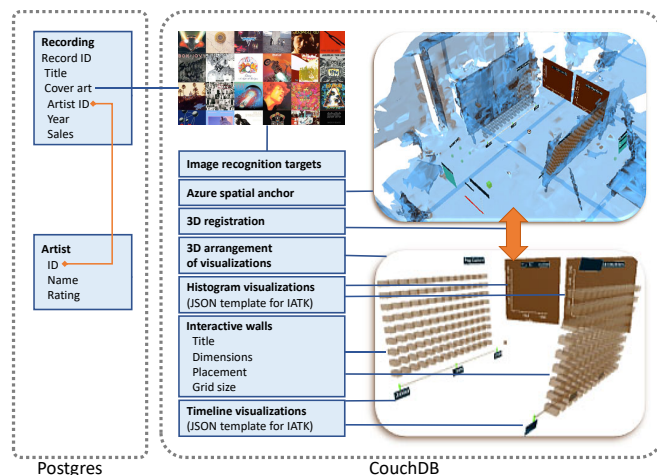 Recording
Record ID
Title
Cover art
Artist ID
Year
Sales
Artist
ID
Name
Rating
Postgres
Image recognition targets
Azure spatial anchor
3D registration
3D arrangement
of visualizations
Histogram visualizations
(JSON template for IATK)
Interactive walls
Title
Dimensions
Placement
Grid size
Timeline visualizations
(JSON template for IATK)
CouchDB